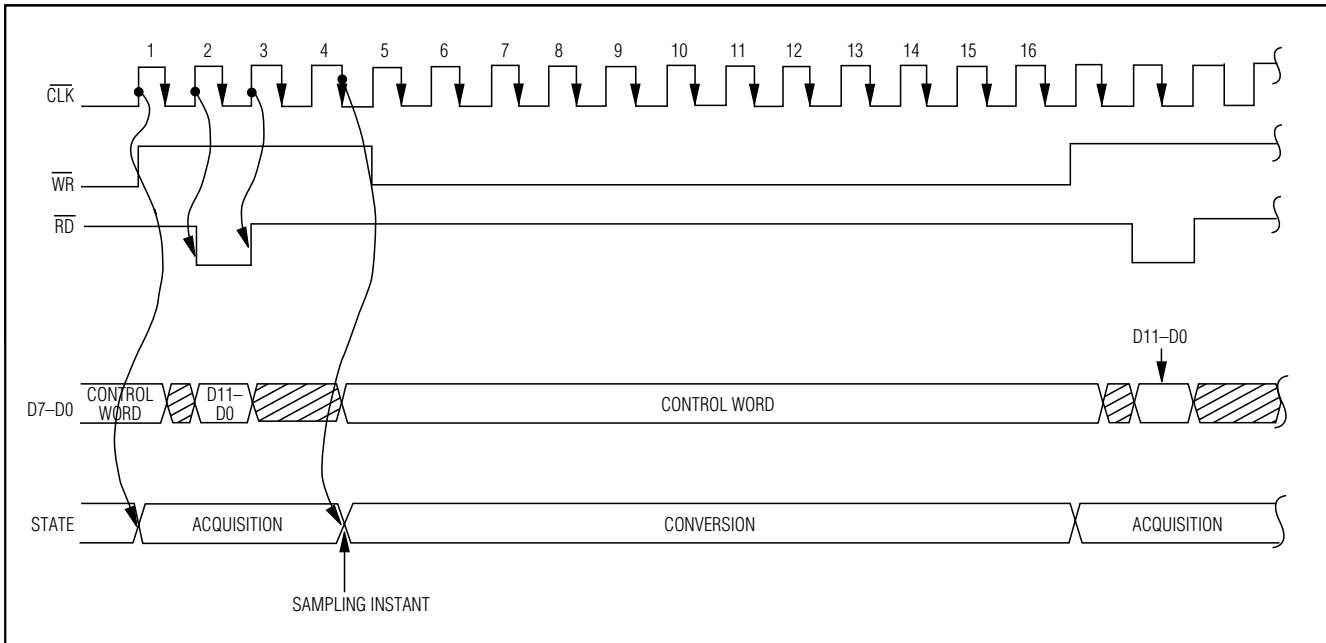 1 2 3 4 5 6 7 8 9 10 11 12 13 14 15 16
CLK
WR
RD
D11–D0
D7–D0
CONTROL
WORD
D11–
D0
CONTROL WORD
STATE
ACQUISITION
CONVERSION
ACQUISITION
SAMPLING INSTANT